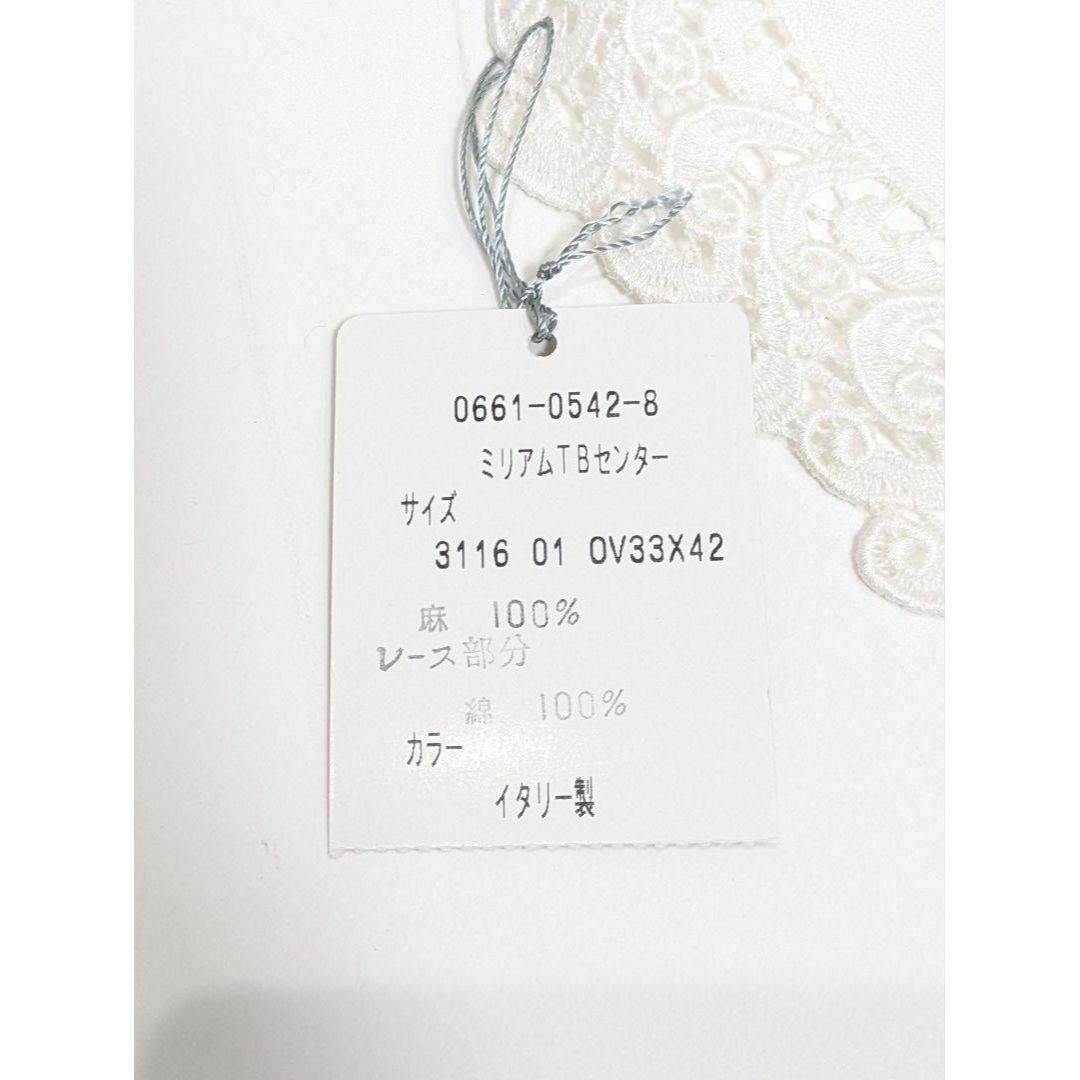 0661-0542-8
ミリアムTBセンター
サイズ
3116 01 OV33X42
麻 100%
レース部分
綿 100%
カラー
イタリー製